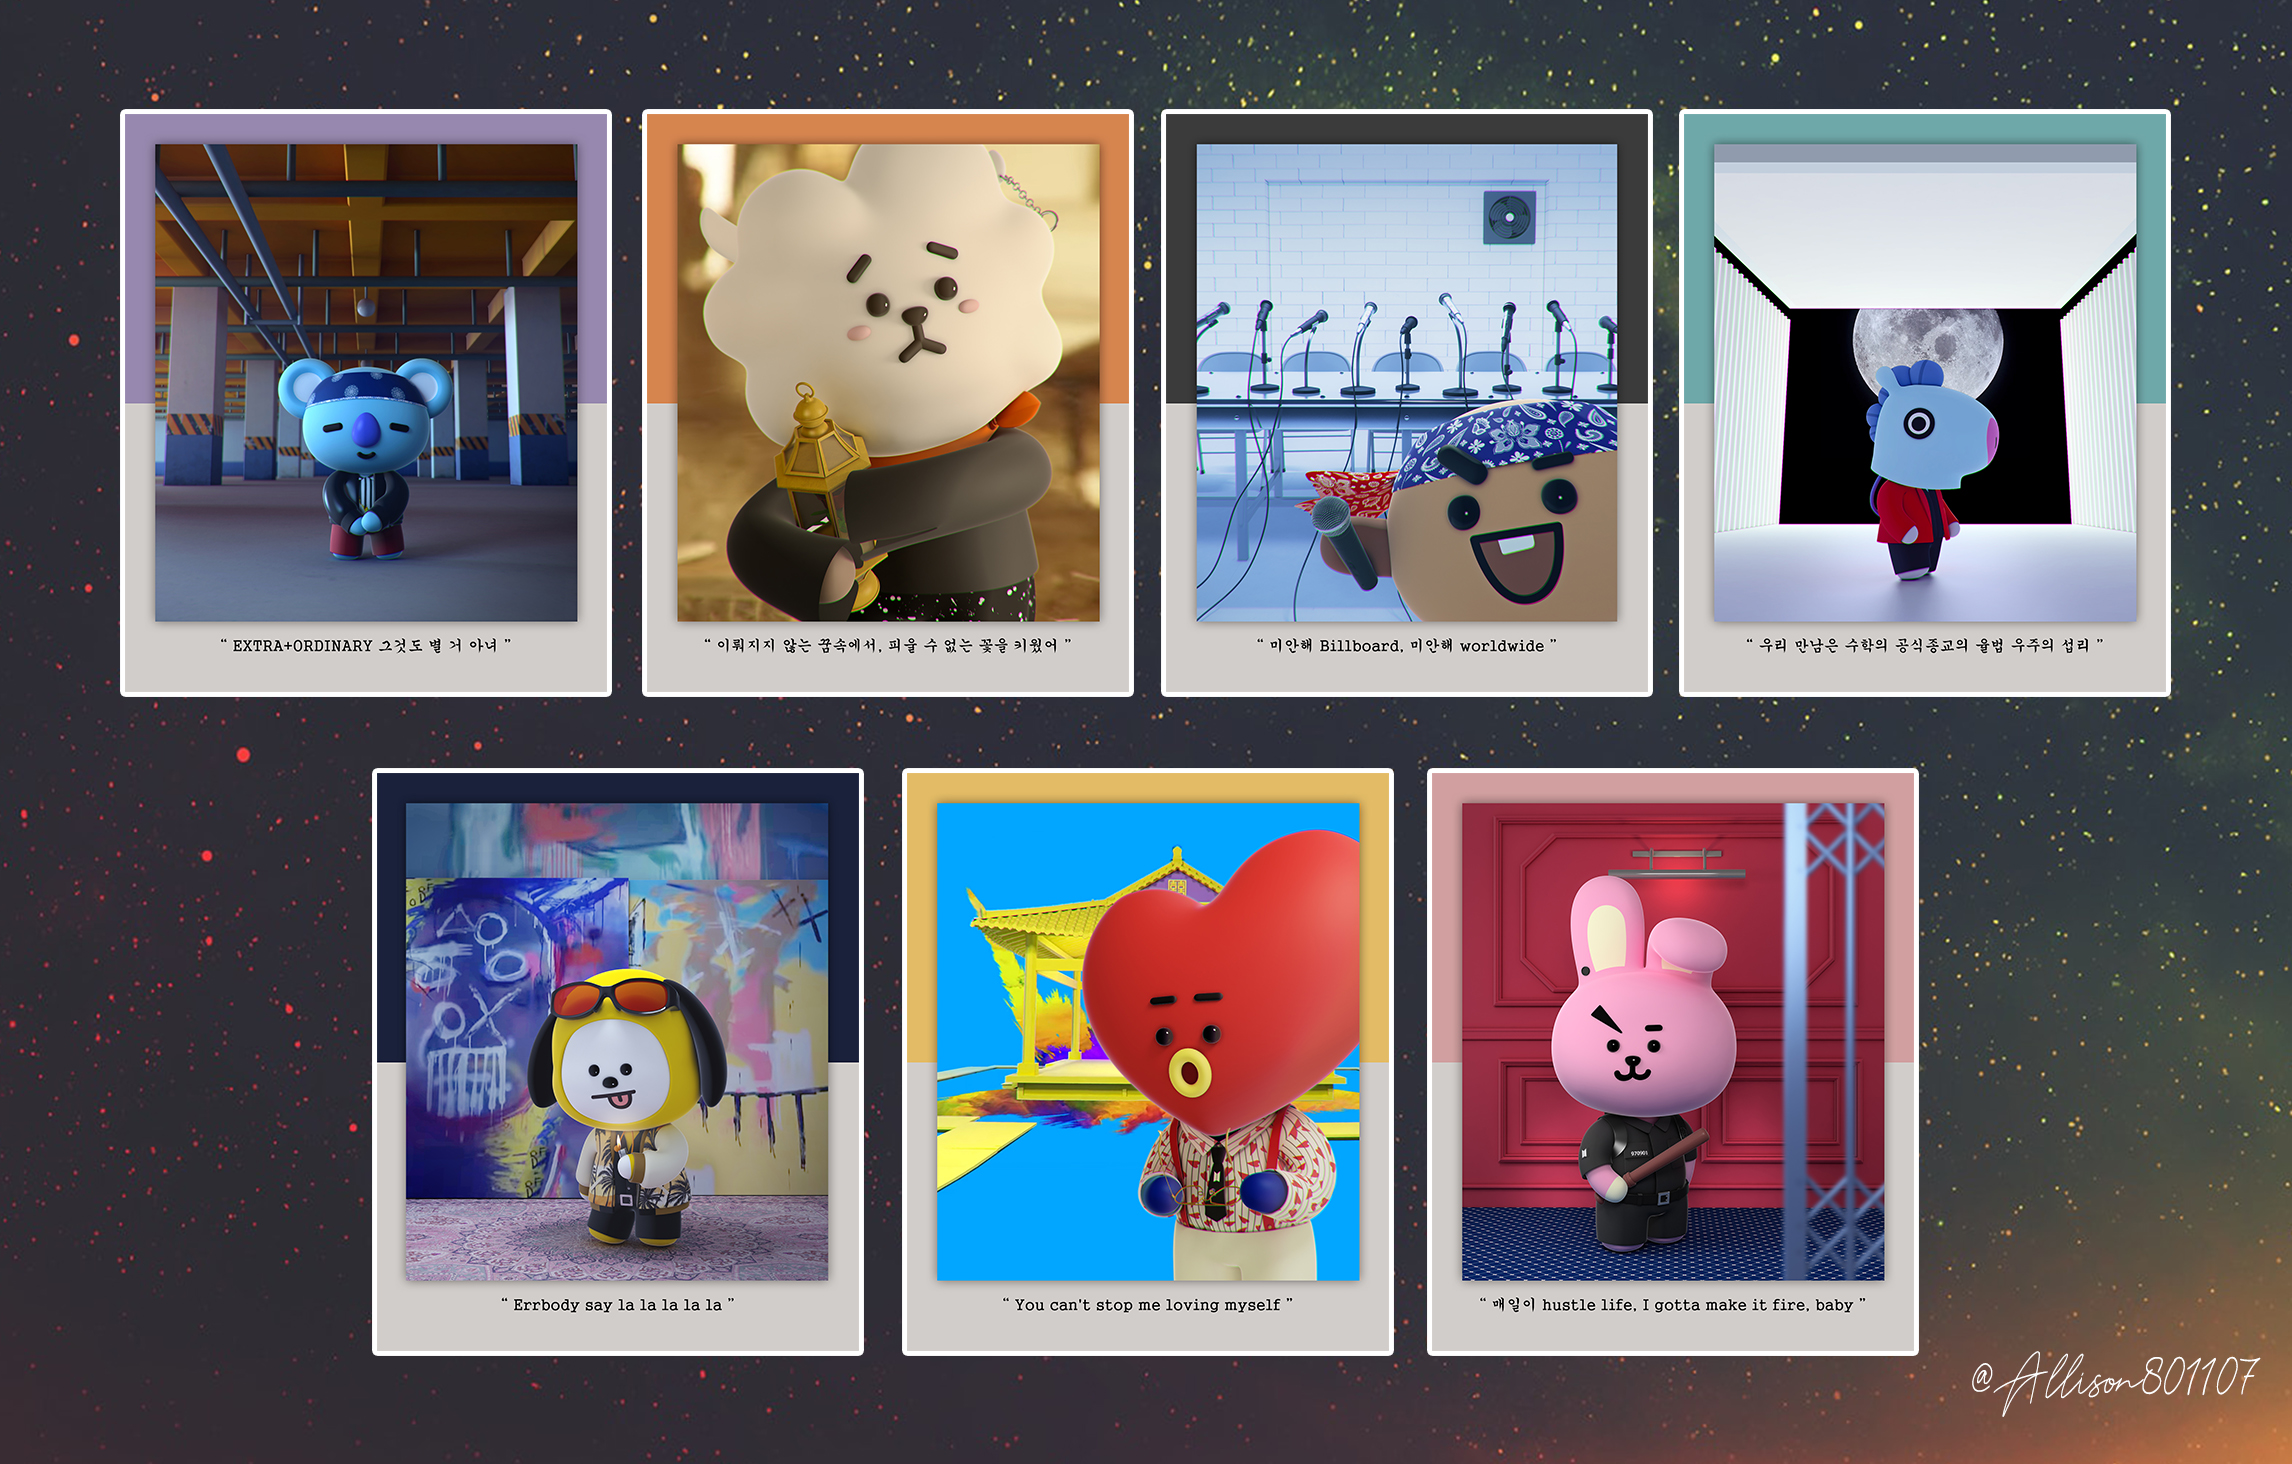 “ EXTRA+ORDINARY 그것도 별 거 아녀 ”
“ 이뤄지지 않는 꿈속에서, 피울 수 없는 꽃을 키웠어 ”
“ 미안해 Billboard, 미안해 worldwide ”
“ 우리 만남은 수학의 공식종교의 율법 우주의 섭리 ”
“ Errbody say la la la la la ”
“ You can't stop me loving myself ”
970901
“ 매일이 hustle life, I gotta make it fire, baby ”
@Allison801107